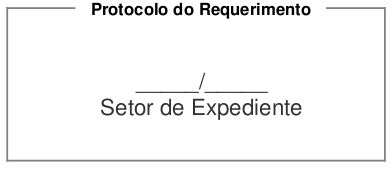 Protocolo do Requerimento
_____/_____
Setor de Expediente